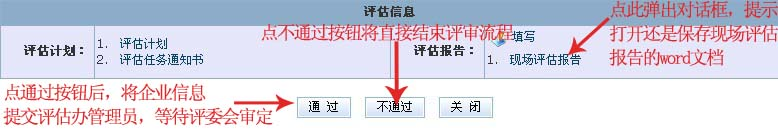 评估信息
点此弹出对话框，提示
打开还是保存现场评估
报告的word文档
点不通过按钮将直接结束评审流程
评估计划：
1. 评估计划
2. 评估任务通知书
评估报告：
填写
1. 现场评估报告
点通过按钮后，将企业信息
提交评估办管理员，等待评委会审定
通 过
不通过
关 闭